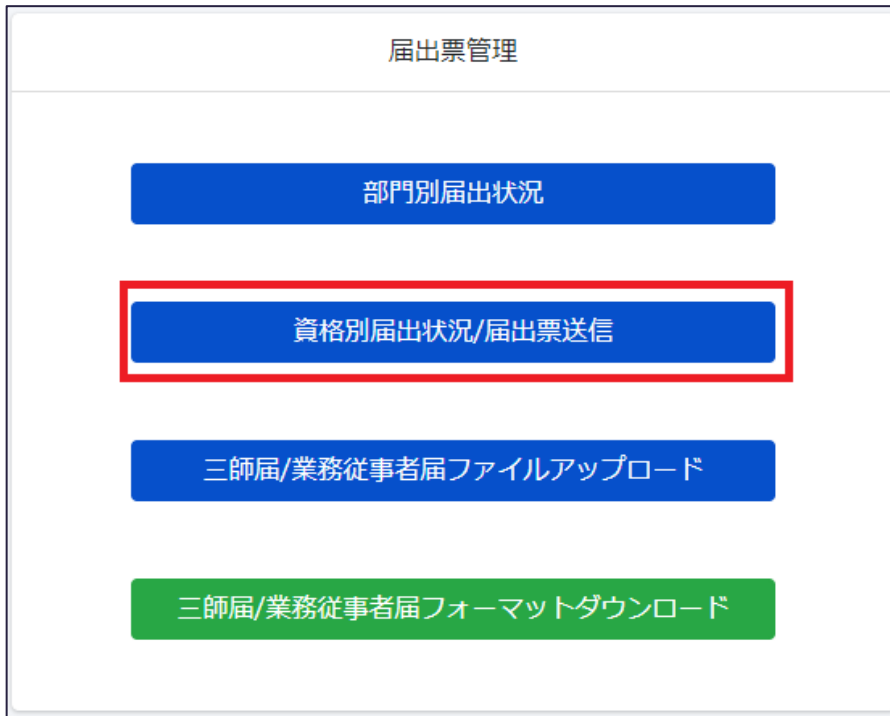 届出票管理
部門別届出状況
資格別届出状況/届出票送信
三師届/業務従事者届ファイルアップロード
三師届/業務従事者届フォーマットダウンロード